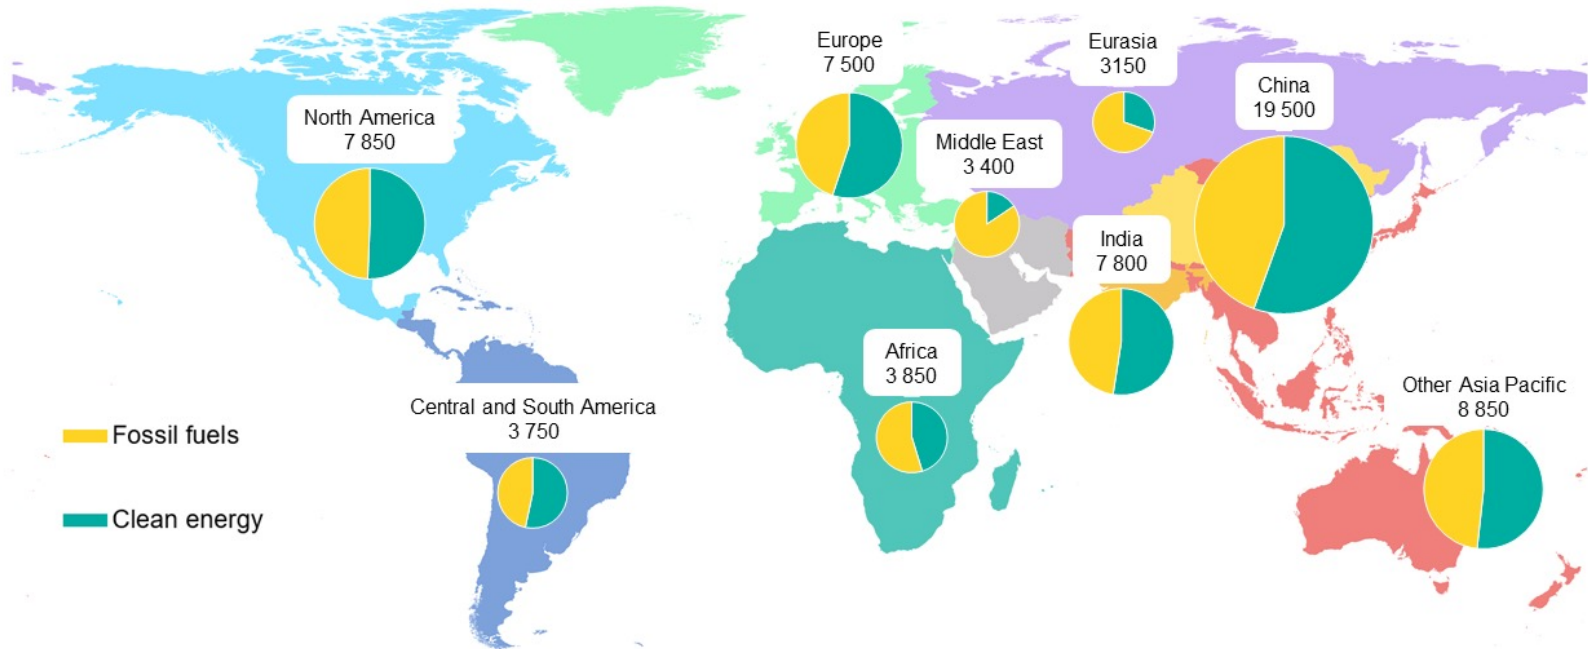 Europe
7 500
Eurasia
3150
China
19 500
North America
7 850
Middle East
3 400
India
7 800
Africa
3 850
Other Asia Pacific
8 850
Central and South America
3 750
Fossil fuels
Clean energy